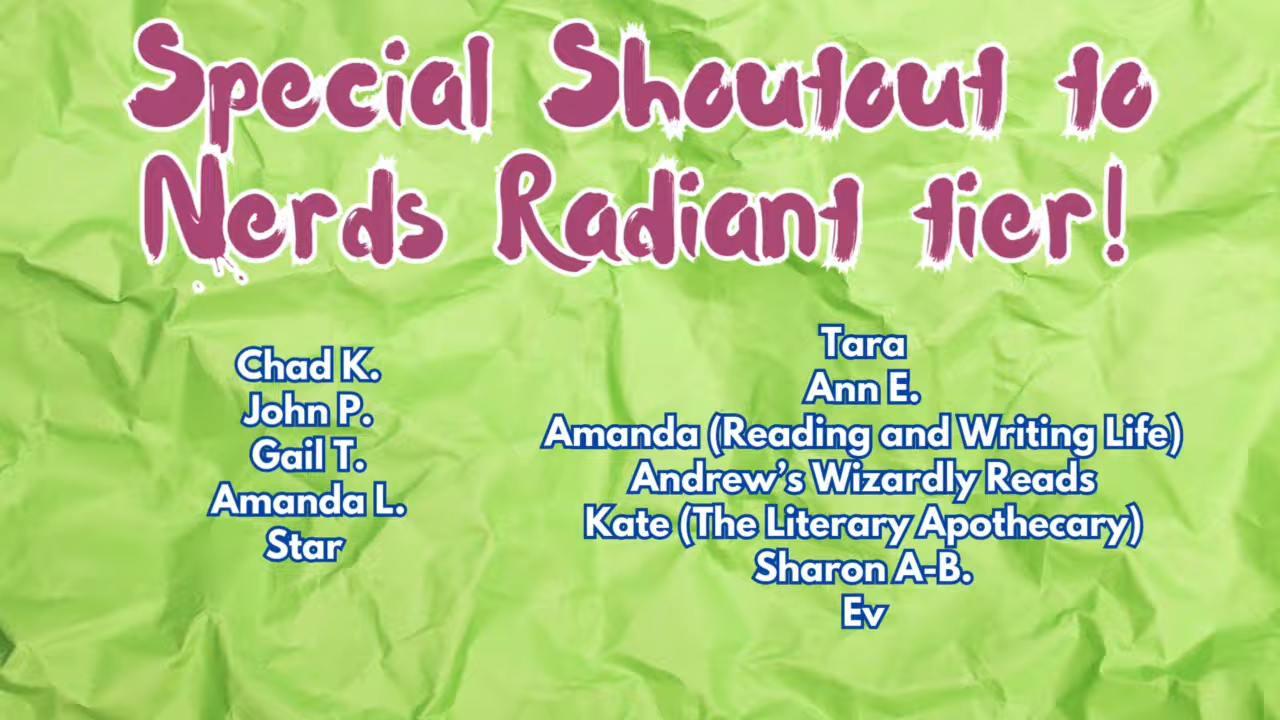 Special Shoutout to
Nerds Radiant tier!
Chad K.
John P.
Gail T.
Amanda L.
Star
Tara
Ann E.
Amanda (Reading and Writing Life)
Andrew’s Wizardly Reads
Kate (The Literary Apothecary)
Sharon A-B.
Ev